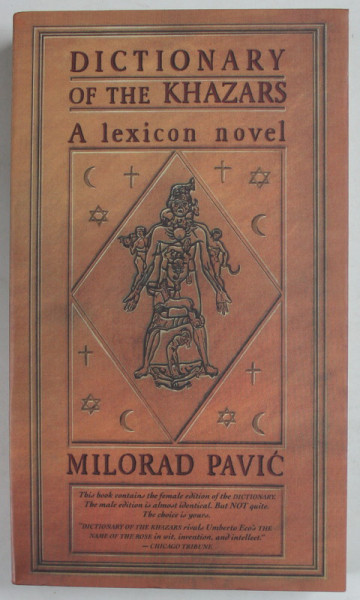 DICTIONARY
OF THE KHAZARS
A lexicon novel
MILORAD PAVIĆ
This book contains the female edition of the DICTIONARY.
The male edition is almost identical. But NOT quite.
The choice is yours.
"DICTIONARY OF THE KHAZARS rivals Umberto Eco's THE
NAME OF THE ROSE in wit, invention, and intellect."
— CHICAGO TRIBUNE